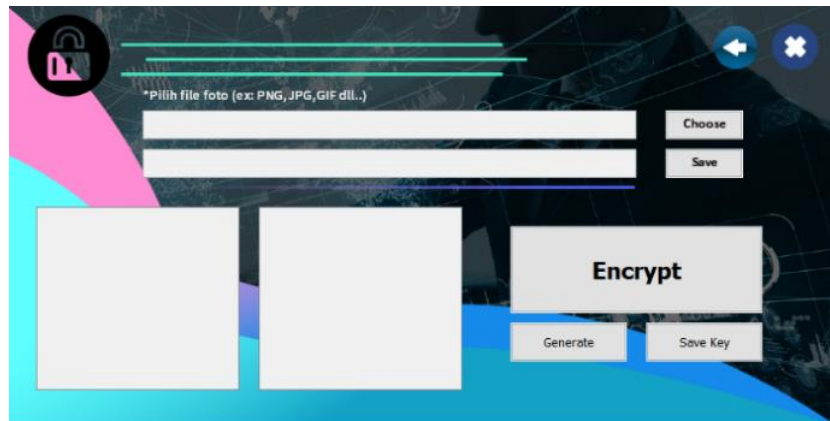 *Pilih file foto (ex: PNG, JPG,GIF dll..)
Choose
Save
Encrypt
Generate
Save Key